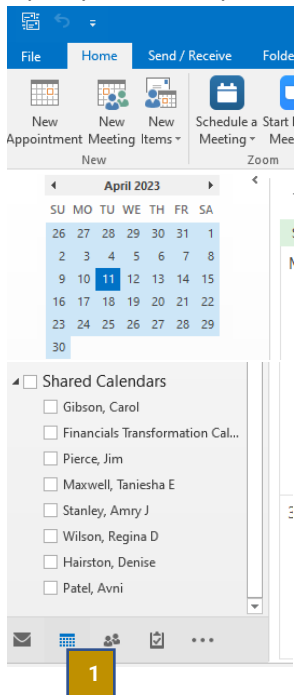 File Home Send / Receive Folde
New New New Schedule a Start
Appointment Meeting Items Meeting Mee
New Zoom
April 2023
SU MO TU WE TH FR SA
26 27 28 29 30 31 1
2 3 4 5 6 7 8
9 10 11 12 13 14 15
16 17 18 19 20 21 22
23 24 25 26 27 28 29
30
Shared Calendars
Gibson, Carol
Financials Transformation Cal...
Pierce, Jim
Maxwell, Taniesha E
Stanley, Amry J
Wilson, Regina D
Hairston, Denise
Patel, Avni
1